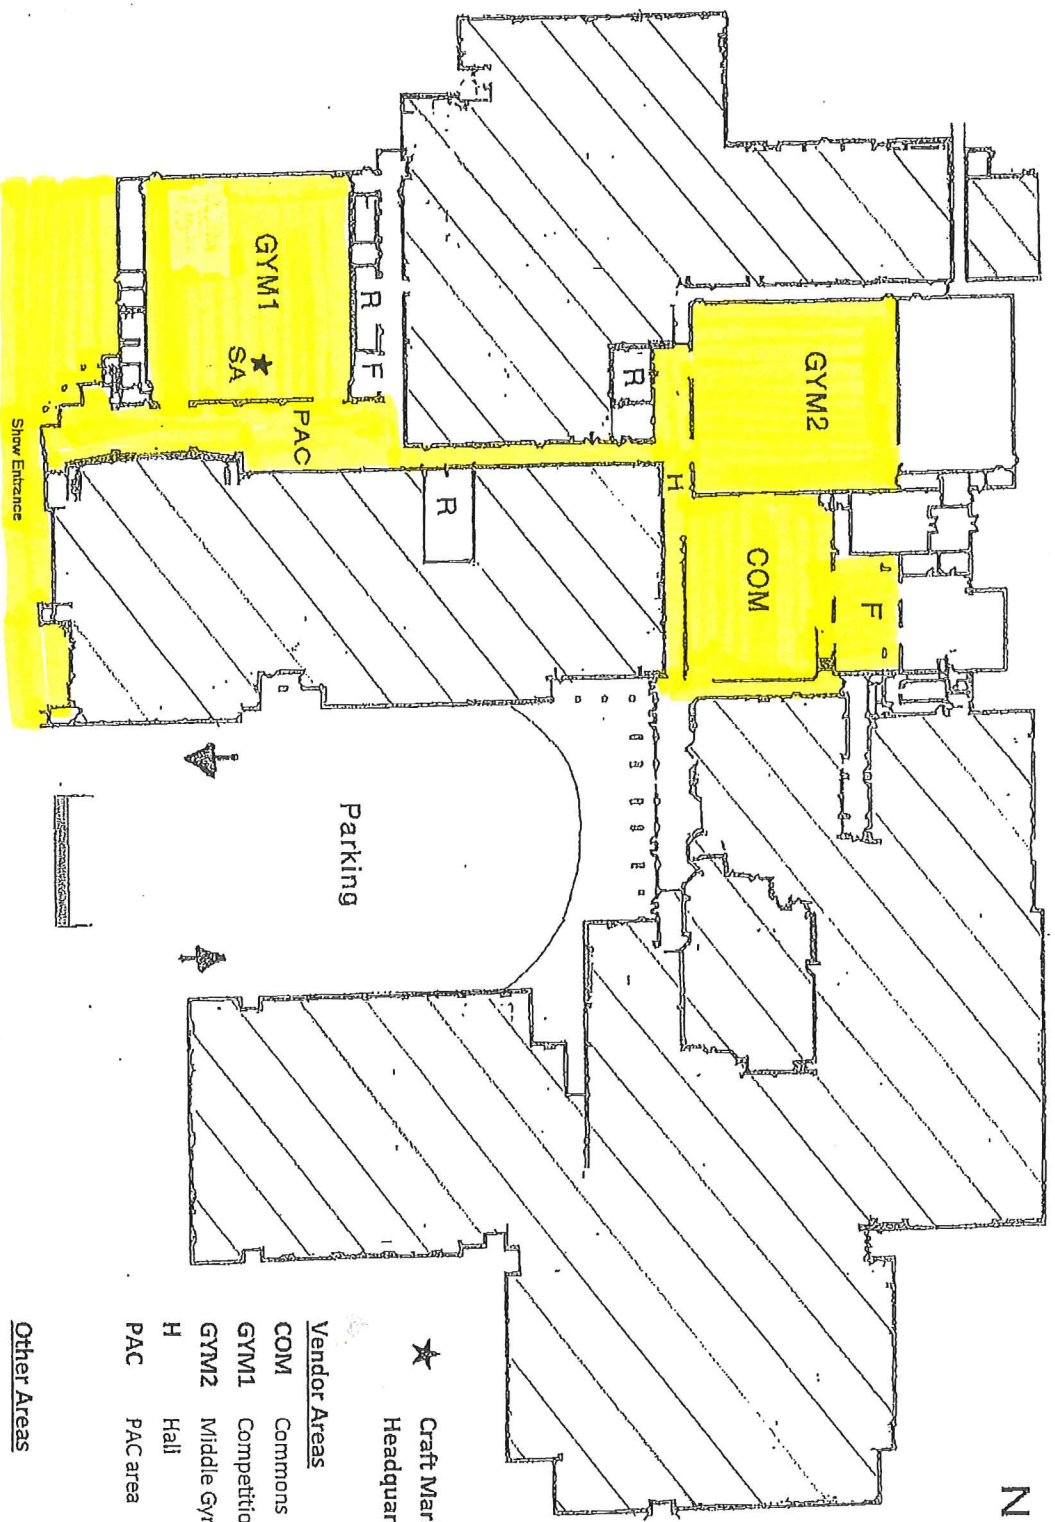 N
GYM2
COM
F
H
R
R
PAC
GYM1
SA
R
F
Show Entrance
Parking
★ Craft Mar
Headquar
Vendor Areas
COM Commons
GYM1 Competitio
GYM2 Middle Gyr
H Hall
PAC PAC area
Other Areas